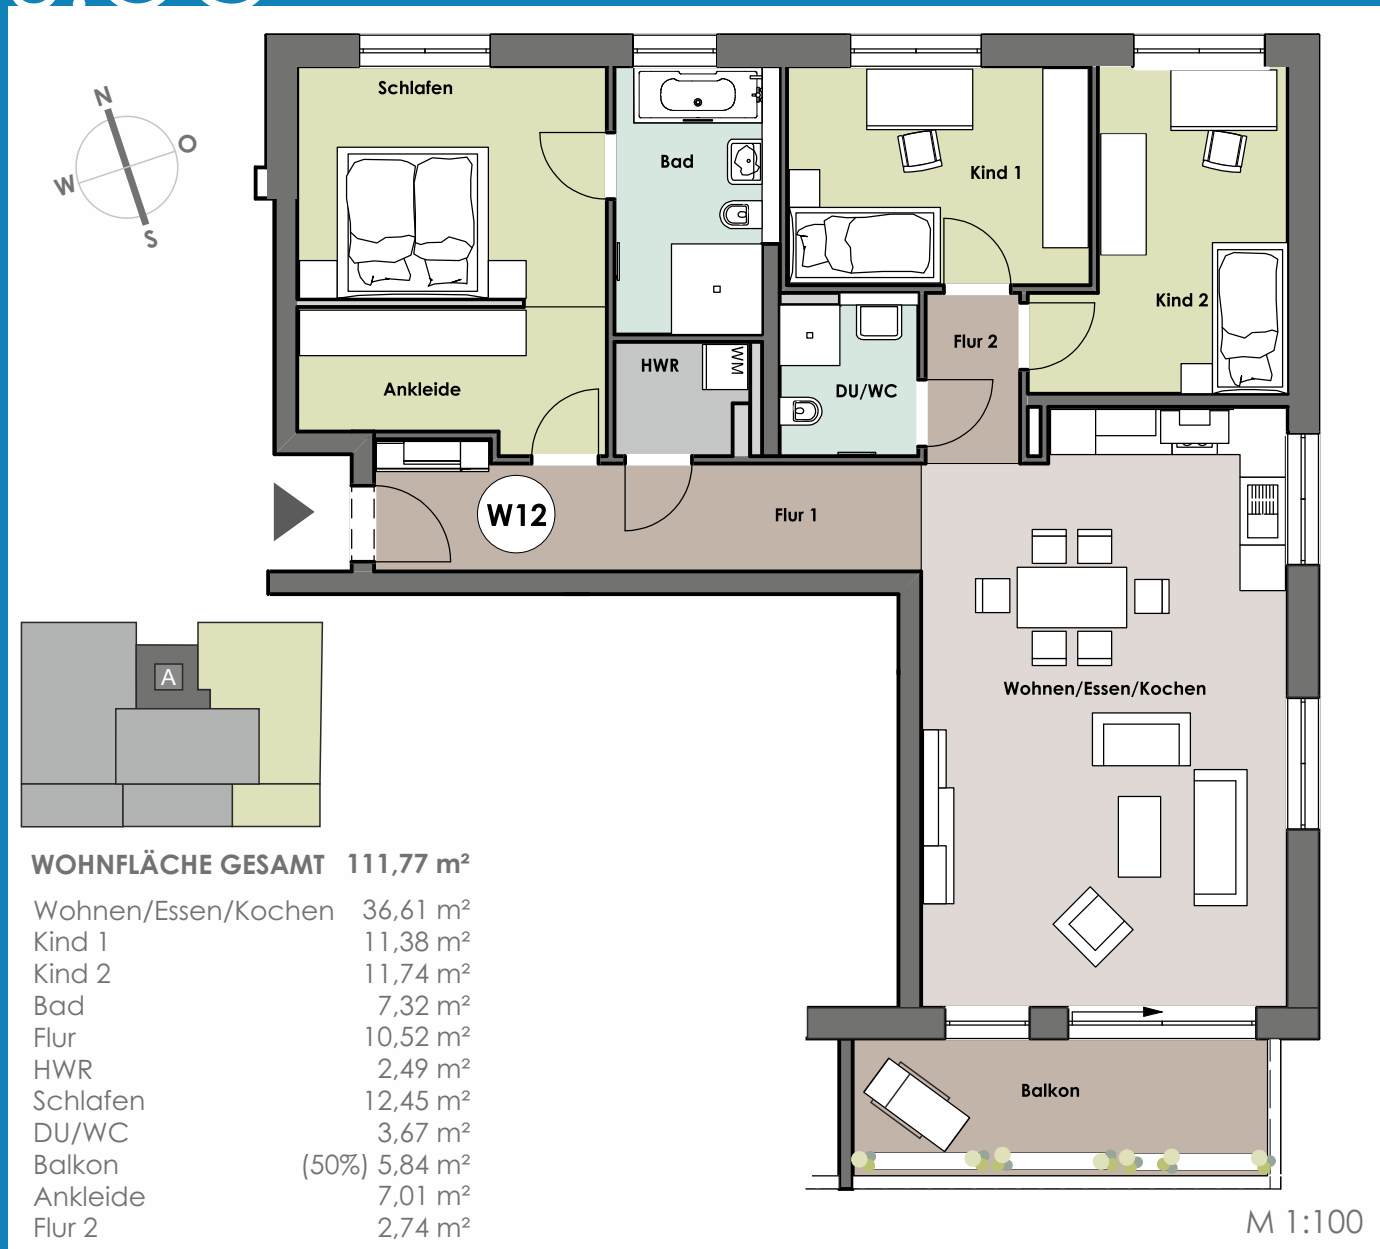 Schlafen
N
O
W
S
Bad
Kind 1
Kind 2
HWR
WM
Flur 2
Ankleide
DU/WC
W12
Flur 1
Wohnen/Essen/Kochen
A
WOHNFLÄCHE GESAMT 111,77 m²
Wohnen/Essen/Kochen 36,61 m²
Kind 1 11,38 m²
Kind 2 11,74 m²
Bad 7,32 m²
Flur 10,52 m²
HWR 2,49 m²
Schlafen 12,45 m²
DU/WC 3,67 m²
Balkon (50%) 5,84 m²
Ankleide 7,01 m²
Flur 2 2,74 m²
Balkon
M 1:100